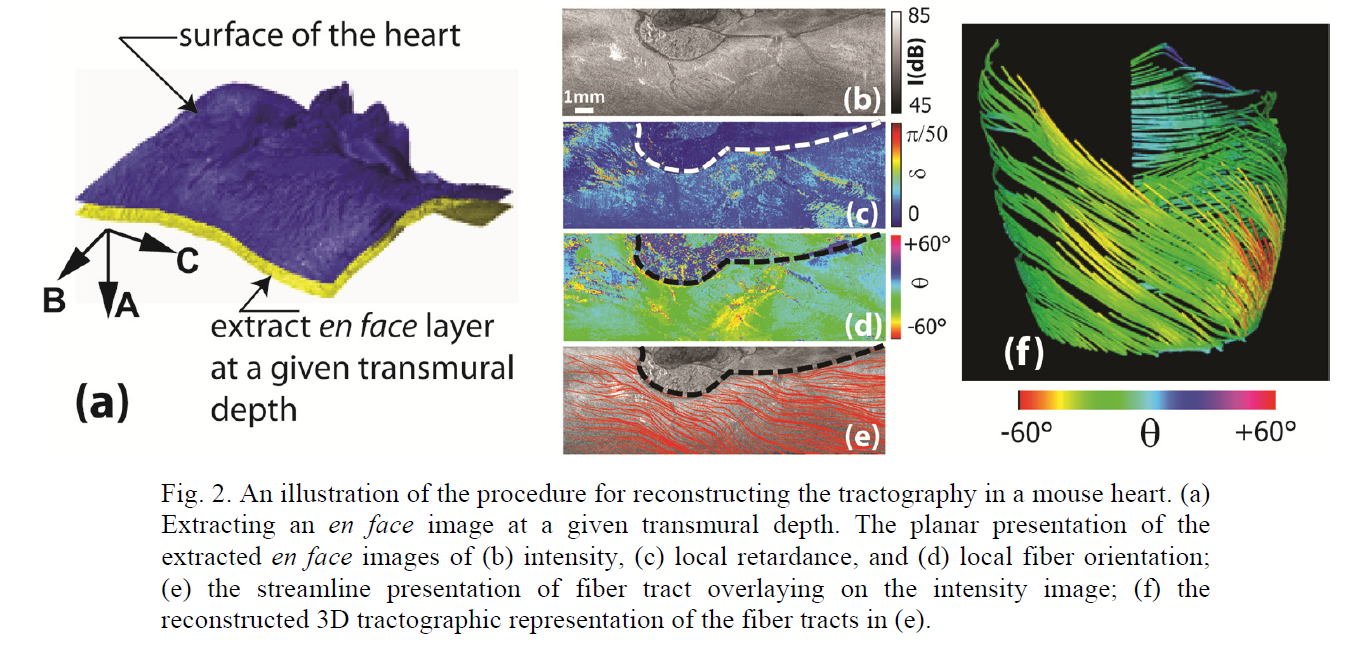 surface of the heart
B
A
C
extract en face layer
at a given transmural
depth
(a)
1mm
(b)
85
I(dB)
45
(c)
π/50
δ
0
(d)
+60°
θ
-60°
(e)
(f)
-60°
θ
+60°
Fig. 2. An illustration of the procedure for reconstructing the tractography in a mouse heart. (a)
Extracting an en face image at a given transmural depth. The planar presentation of the
extracted en face images of (b) intensity, (c) local retardance, and (d) local fiber orientation;
(e) the streamline presentation of fiber tract overlaying on the intensity image; (f) the
reconstructed 3D tractographic representation of the fiber tracts in (e).